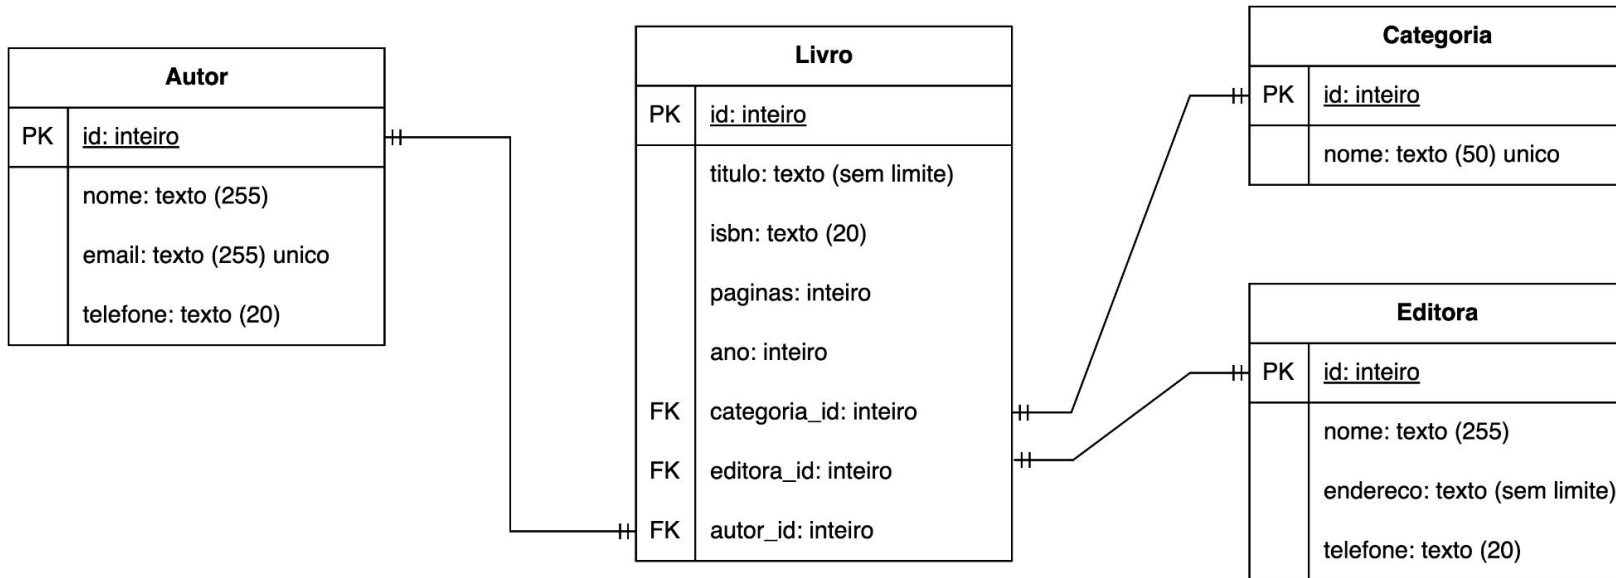 Autor
PK id: inteiro
nome: texto (255)
email: texto (255) unico
telefone: texto (20)
Livro
PK id: inteiro
titulo: texto (sem limite)
isbn: texto (20)
paginas: inteiro
ano: inteiro
FK categoria_id: inteiro
FK editora_id: inteiro
FK autor_id: inteiro
Categoria
PK id: inteiro
nome: texto (50) unico
Editora
PK id: inteiro
nome: texto (255)
endereco: texto (sem limite)
telefone: texto (20)